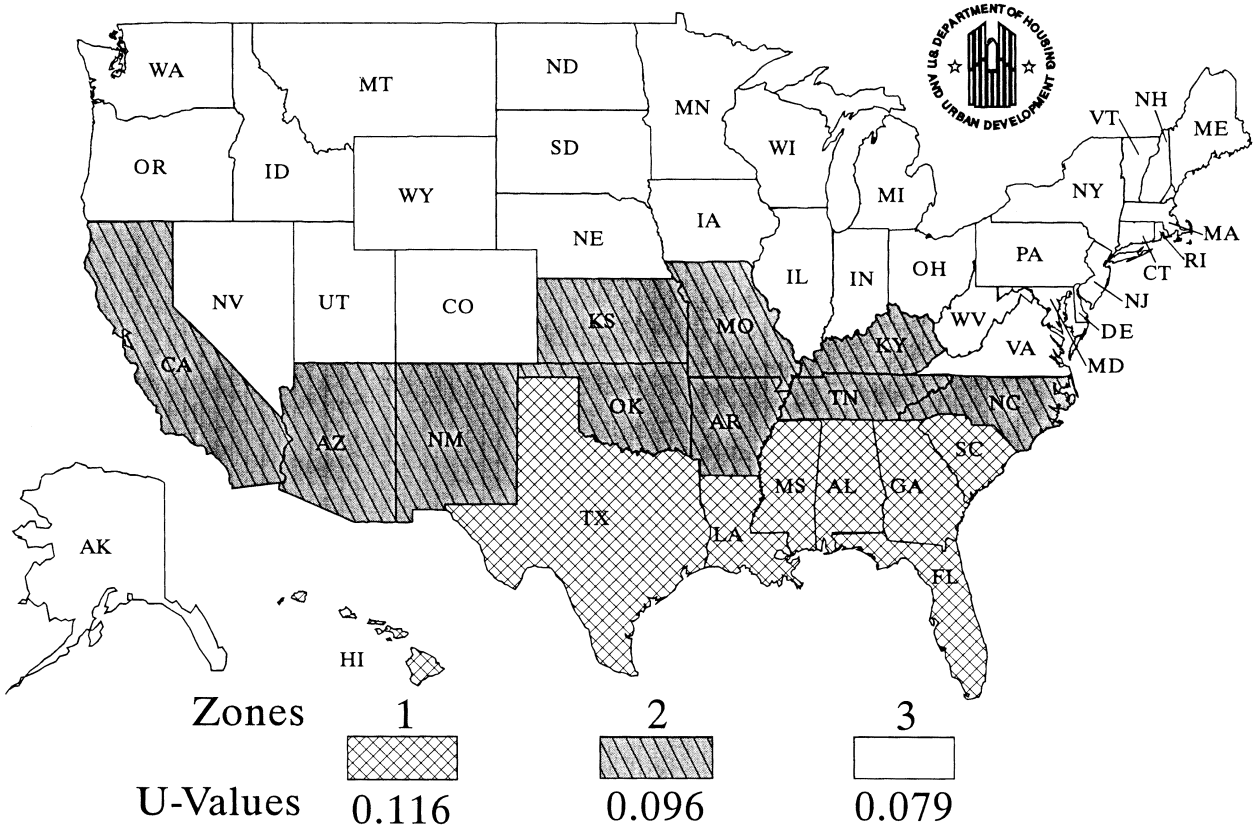 U.S. DEPARTMENT OF HOUSING
AND URBAN DEVELOPMENT
WA
MT
ND
MN
VT
NH
ME
OR
ID
SD
WI
MI
WY
NY
IA
NE
MA
RI
CT
PA
NV
UT
CO
IL
IN
OH
NJ
KS
MO
WV
DE
VA
KY
MD
CA
AZ
NM
OK
AR
TN
NC
SC
MS
AL
GA
TX
LA
AK
FL
HI
Zones 1 2 3
U-Values 0.116 0.096 0.079